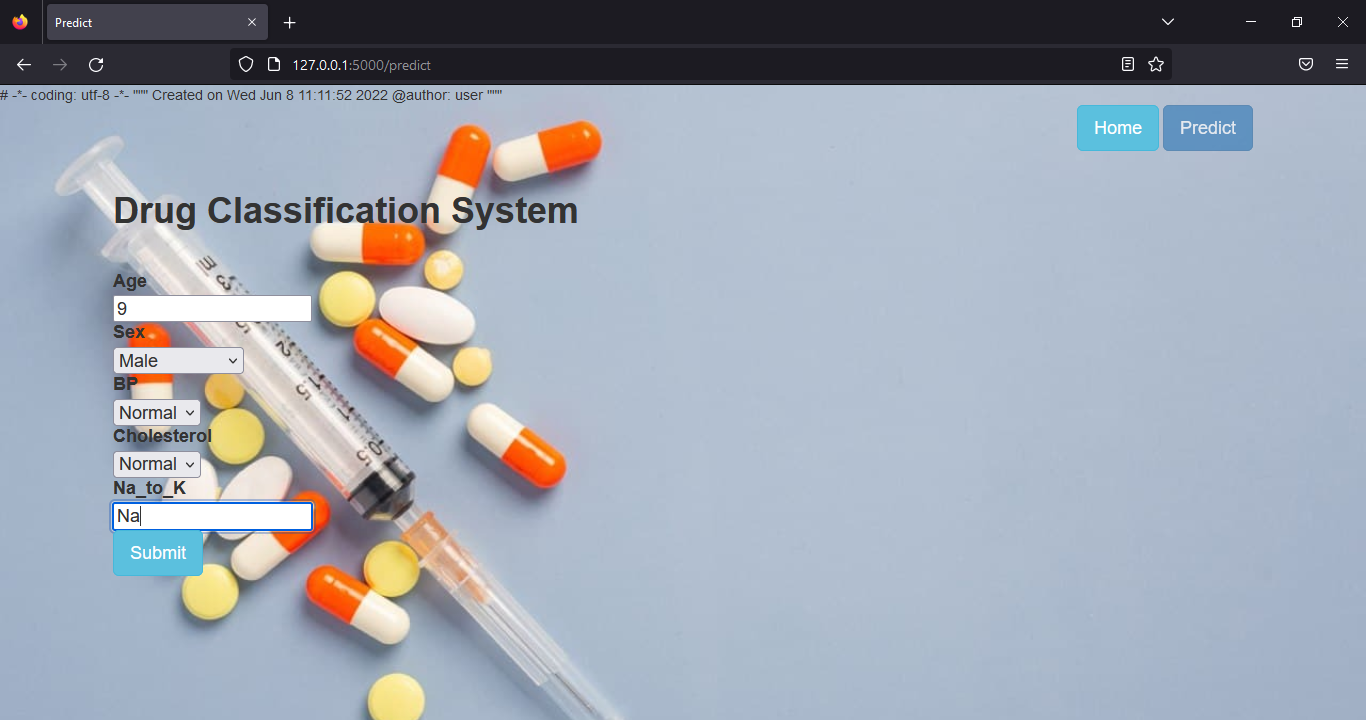 Predict
127.0.0.1:5000/predict
# -*- coding: utf-8 -*- """ Created on Wed Jun 8 11:11:52 2022 @author: user """
Home Predict
Drug Classification System
Age
9
Sex
Male
BP
Normal
Cholesterol
Normal
Na_to_K
Na
Submit